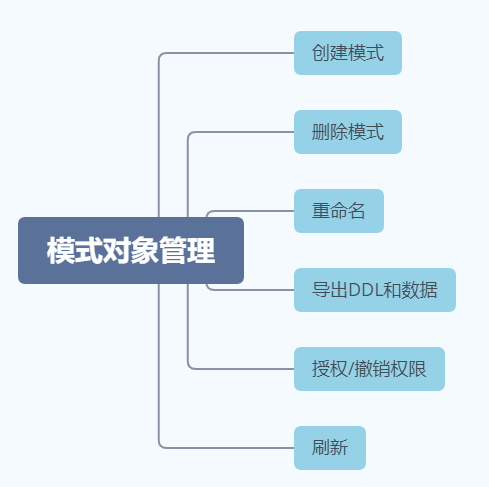 创建模式
删除模式
重命名
模式对象管理
导出DDL和数据
授权/撤销权限
刷新